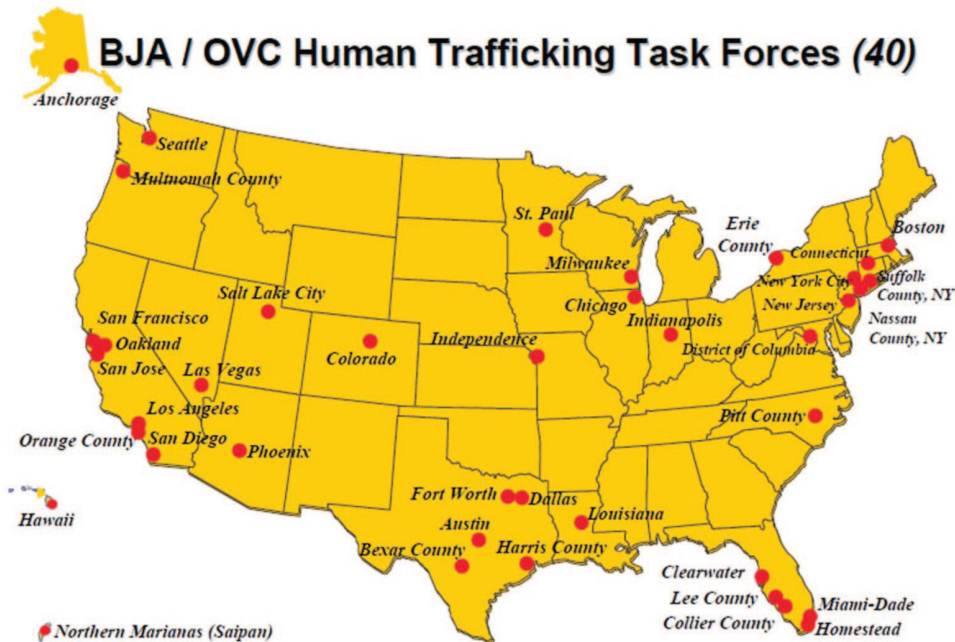 BJA / OVC Human Trafficking Task Forces (40)
Anchorage
Seattle
Multnomah County
St. Paul
Erie
County
Boston
Connecticut
Milwaukee
New York City
Suffolk
County, NY
Salt Lake City
Chicago
New Jersey
San Francisco
Indianapolis
Nassau
County, NY
Oakland
Independence
Colorado
District of Columbia
San Jose
Las Vegas
Los Angeles
Pitt County
Orange County
San Diego
Phoenix
Fort Worth
Dallas
Hawaii
Louisiana
Austin
Bexar County
Harris County
Clearwater
Lee County
Miami-Dade
Collier County
Homestead
Northern Marianas (Saipan)